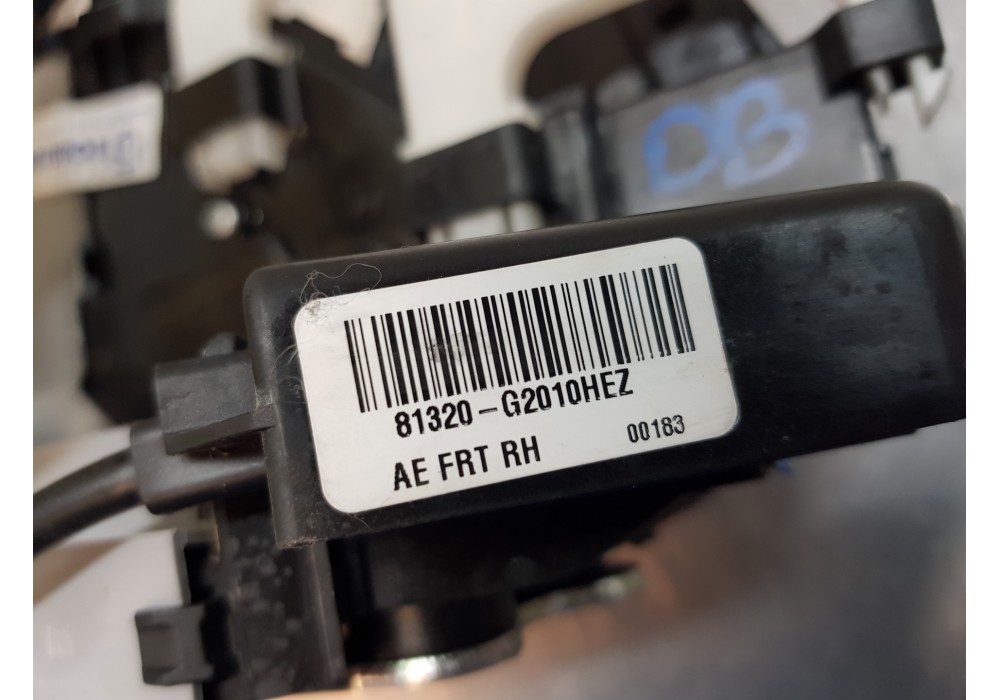 DB
81320-G2010HEZ
AE FRT RH
00183